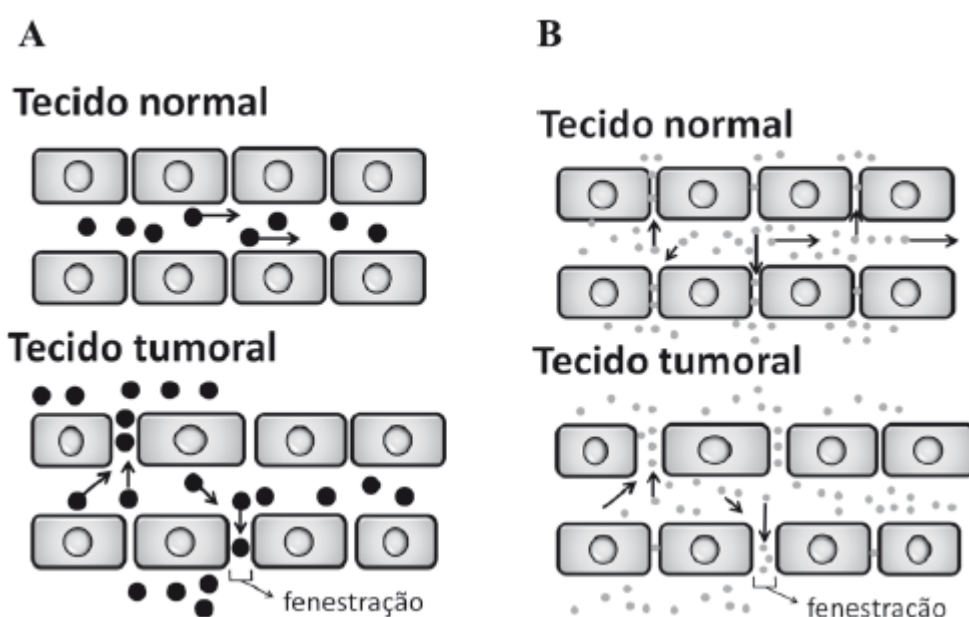 A
Tecido normal
Tecido tumoral
fenestração
B
Tecido normal
Tecido tumoral
fenestração